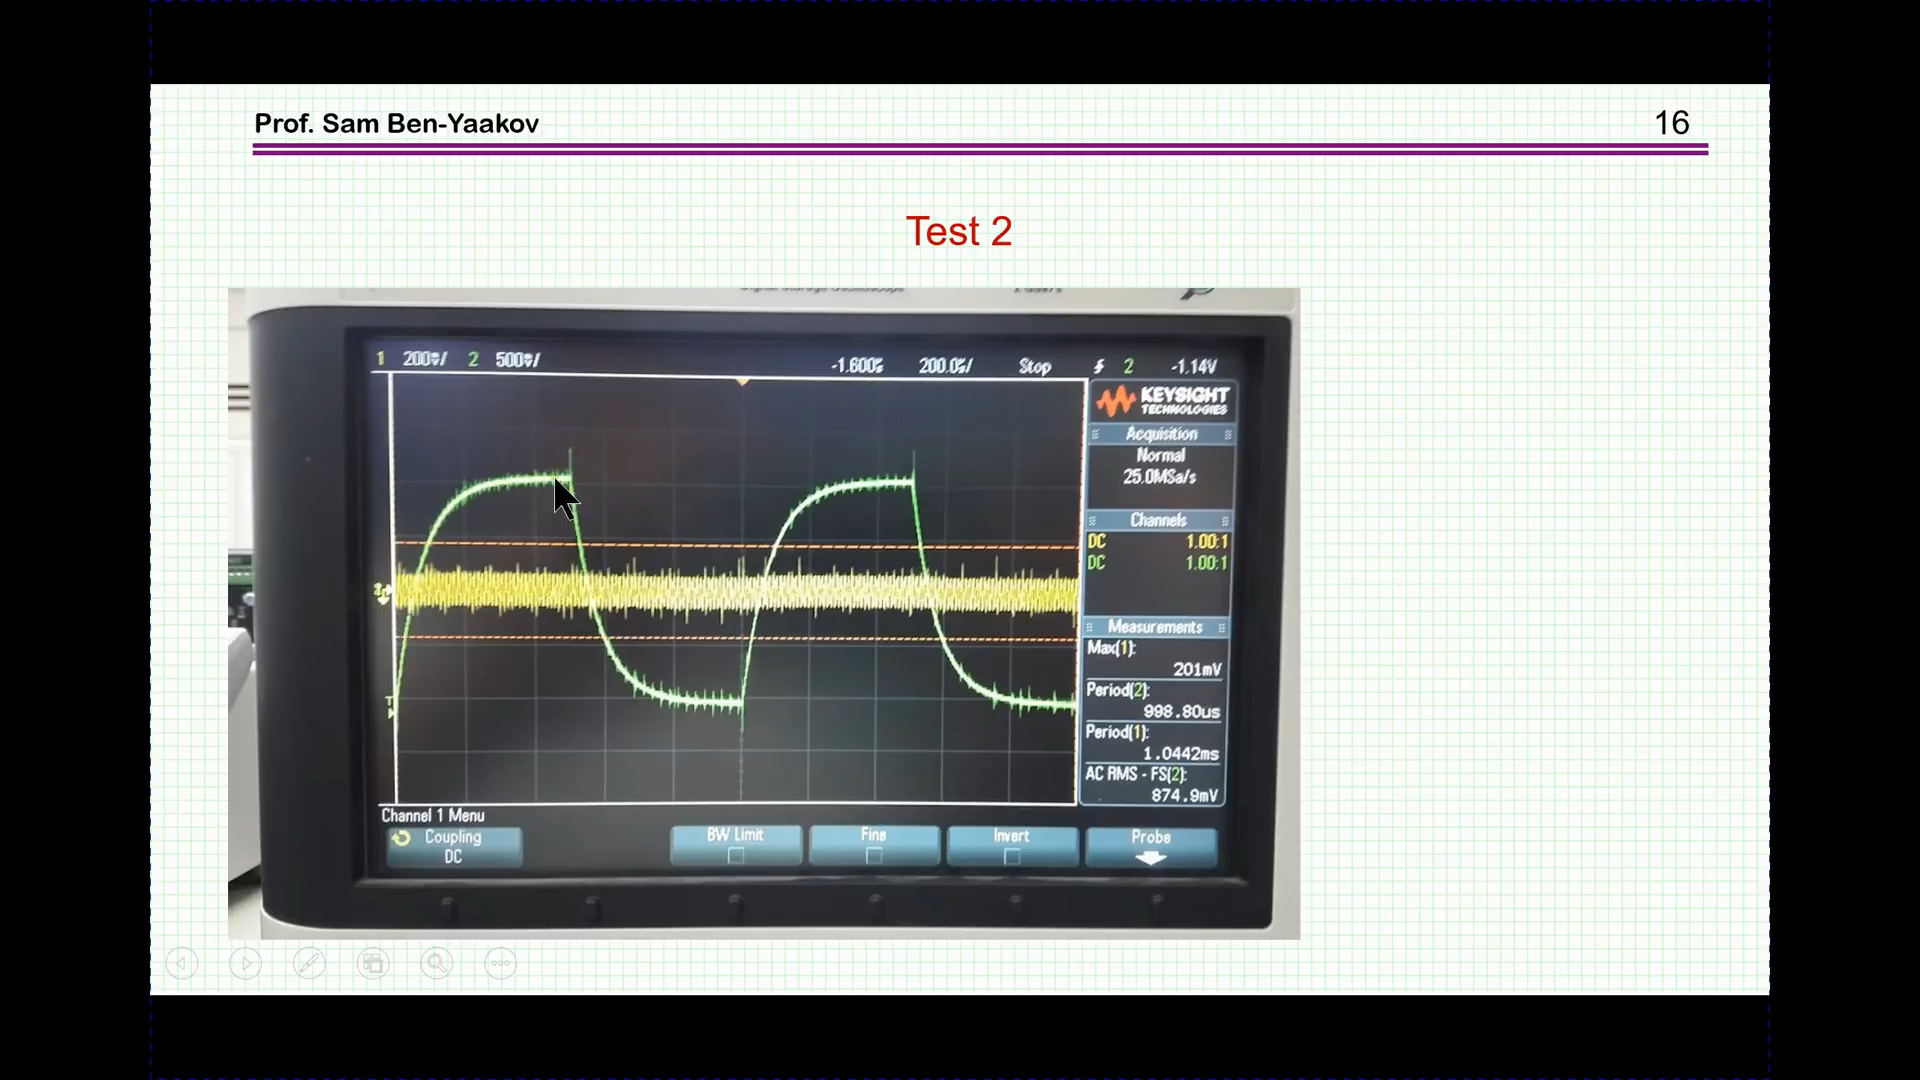 Prof. Sam Ben-Yaakov
16
Test 2
1 200mV/ 2 500mV/ -1.600s 200.0s/ Stop 2 -1.14V
KEYSIGHT
TECHNOLOGIES
Acquisition
Normal
25.0MSa/s
Channels
DC 1.00:1
DC 1.00:1
Measurements
Max(1):
201mV
Period(2):
998.80us
Period(1):
1.0442ms
AC RMS - FS(2):
874.9mV
Channel 1 Menu
Coupling
DC
BW Limit
Fine
Invert
Probe